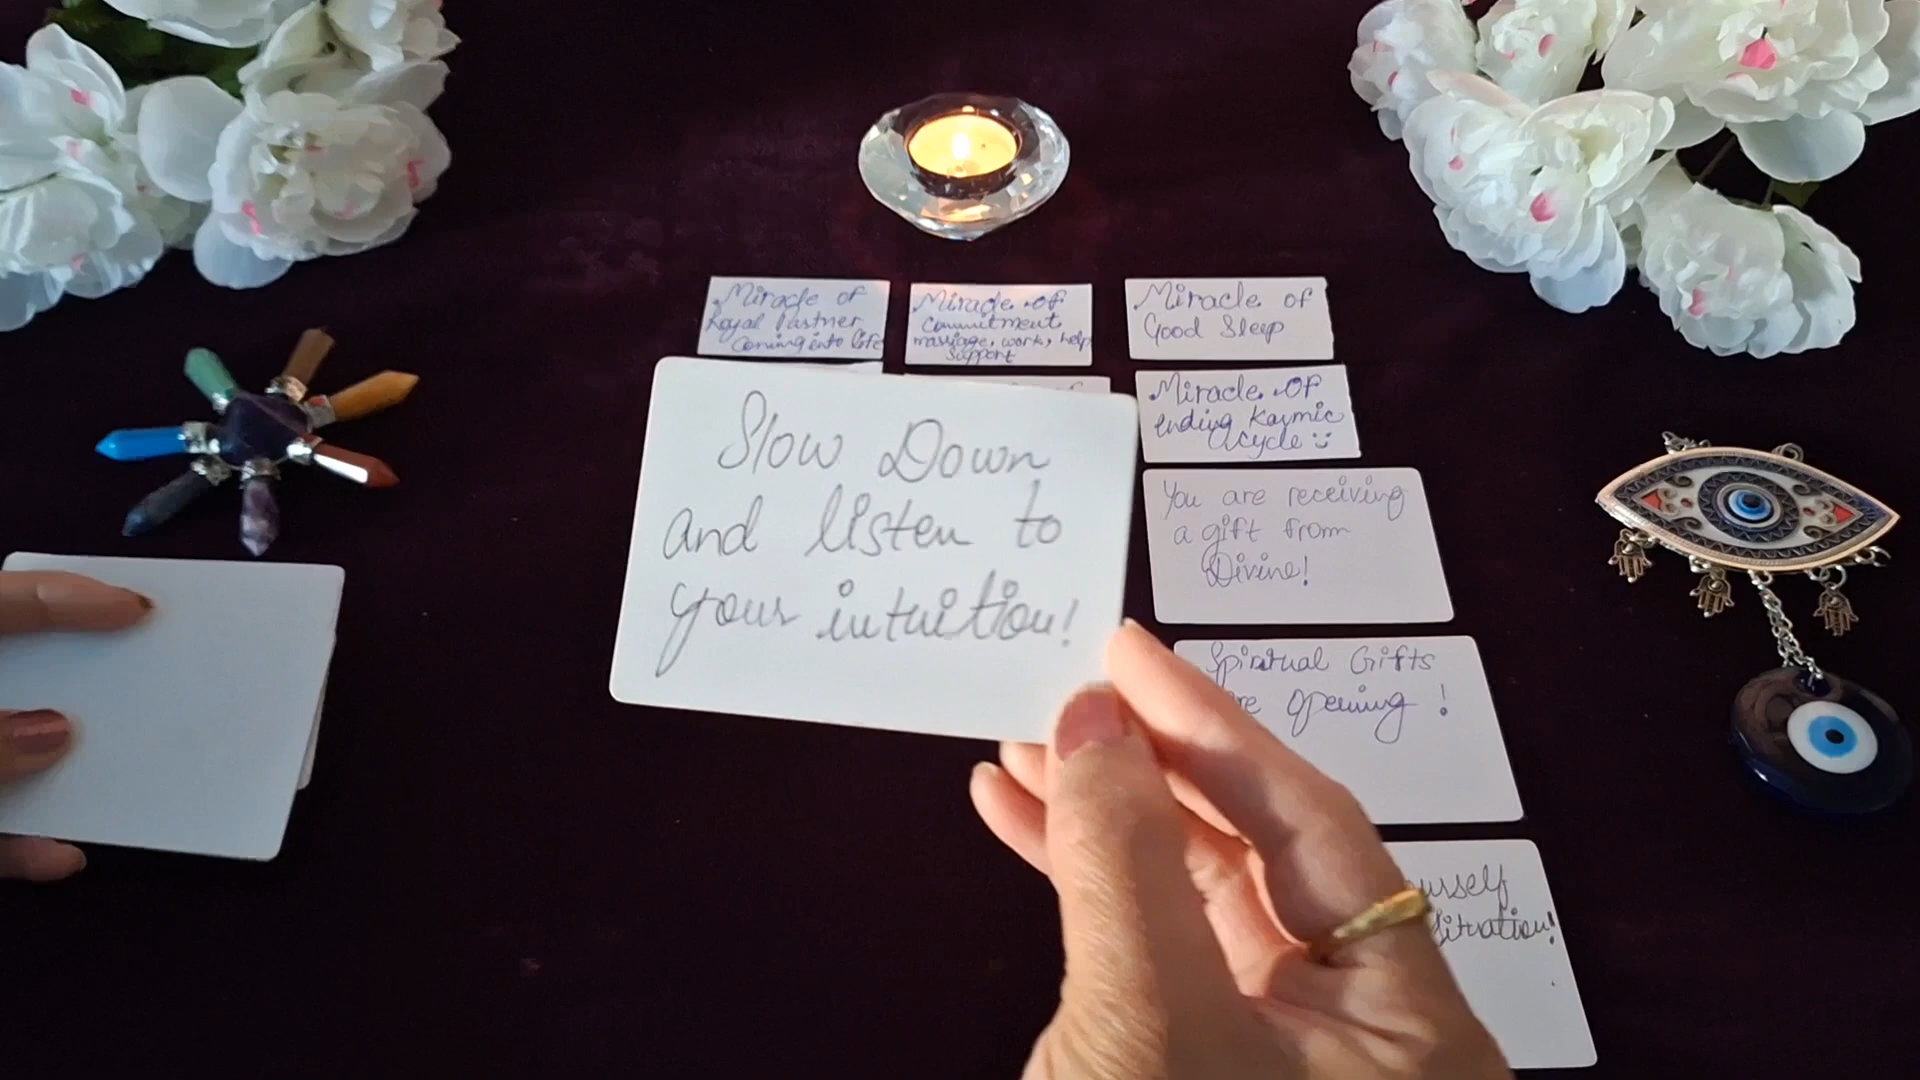 Miracle of
Loyal Partner
Coming into life
Miracle of
Commitment
marriage, work, help
Support
Miracle of
Good Sleep
Miracle Of
ending Karmic
cycle
Slow Down
and listen to
your intuition!
You are receiving
a gift from
Divine!
Spiritual Gifts
opening !
Situation!